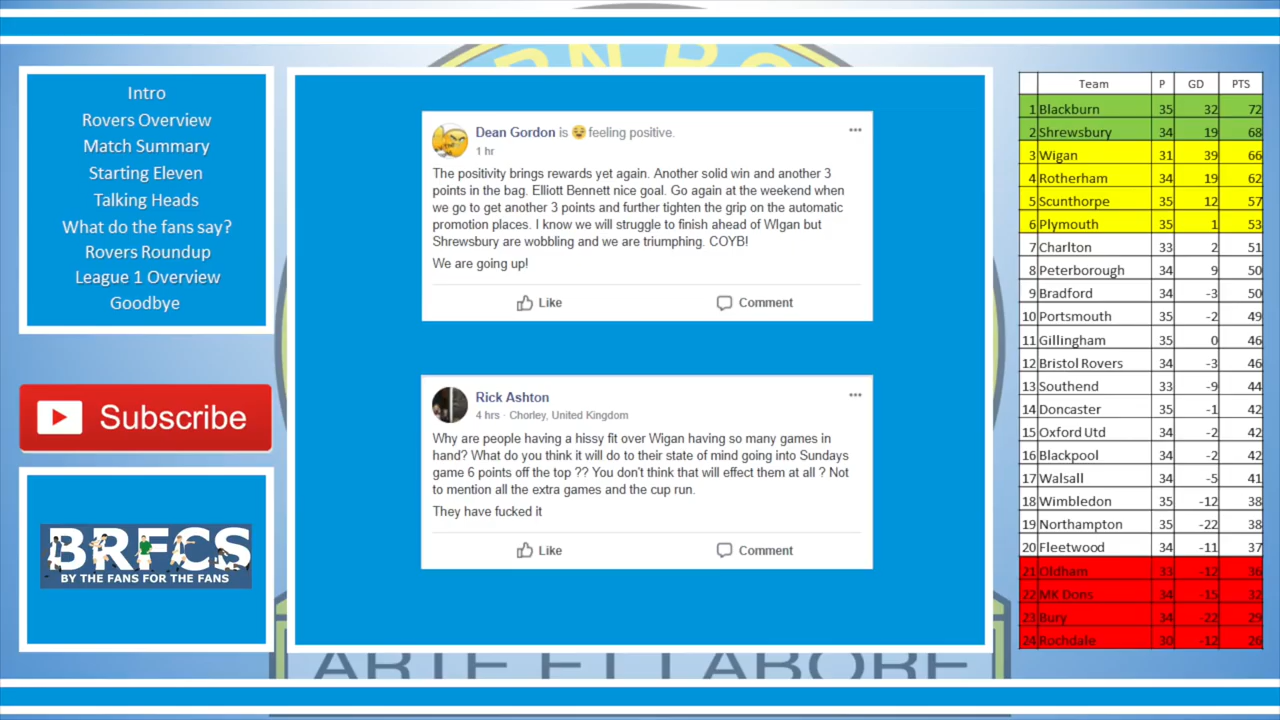 RN RO
Intro
Rovers Overview
Match Summary
Starting Eleven
Talking Heads
What do the fans say?
Rovers Roundup
League 1 Overview
Goodbye
Subscribe
BRFCS
BY THE FANS FOR THE FANS
Dean Gordon is feeling positive.
1 hr
The positivity brings rewards yet again. Another solid win and another 3
points in the bag. Elliott Bennett nice goal. Go again at the weekend when
we go to get another 3 points and further tighten the grip on the automatic
promotion places. I know we will struggle to finish ahead of WIgan but
Shrewsbury are wobbling and we are triumphing. COYB!
We are going up!
Like Comment
Rick Ashton
4 hrs · Chorley, United Kingdom
Why are people having a hissy fit over Wigan having so many games in
hand? What do you think it will do to their state of mind going into Sundays
game 6 points off the top ?? You don't think that will effect them at all ? Not
to mention all the extra games and the cup run.
They have fucked it
Like Comment
Team P GD PTS
1 Blackburn 35 32 72
2 Shrewsbury 34 19 68
3 Wigan 31 39 66
4 Rotherham 34 19 62
5 Scunthorpe 35 12 57
6 Plymouth 35 1 53
7 Charlton 33 2 51
8 Peterborough 34 9 50
9 Bradford 34 -3 50
10 Portsmouth 35 -2 49
11 Gillingham 35 0 46
12 Bristol Rovers 34 -3 46
13 Southend 33 -9 44
14 Doncaster 35 -1 42
15 Oxford Utd 34 -2 42
16 Blackpool 34 -2 42
17 Walsall 34 -5 41
18 Wimbledon 35 -12 38
19 Northampton 35 -22 38
20 Fleetwood 34 -11 37
21 Oldham 33 -12 36
22 MK Dons 34 -15 32
23 Bury 34 -22 29
24 Rochdale 30 -12 26
ARTE ET LABORE